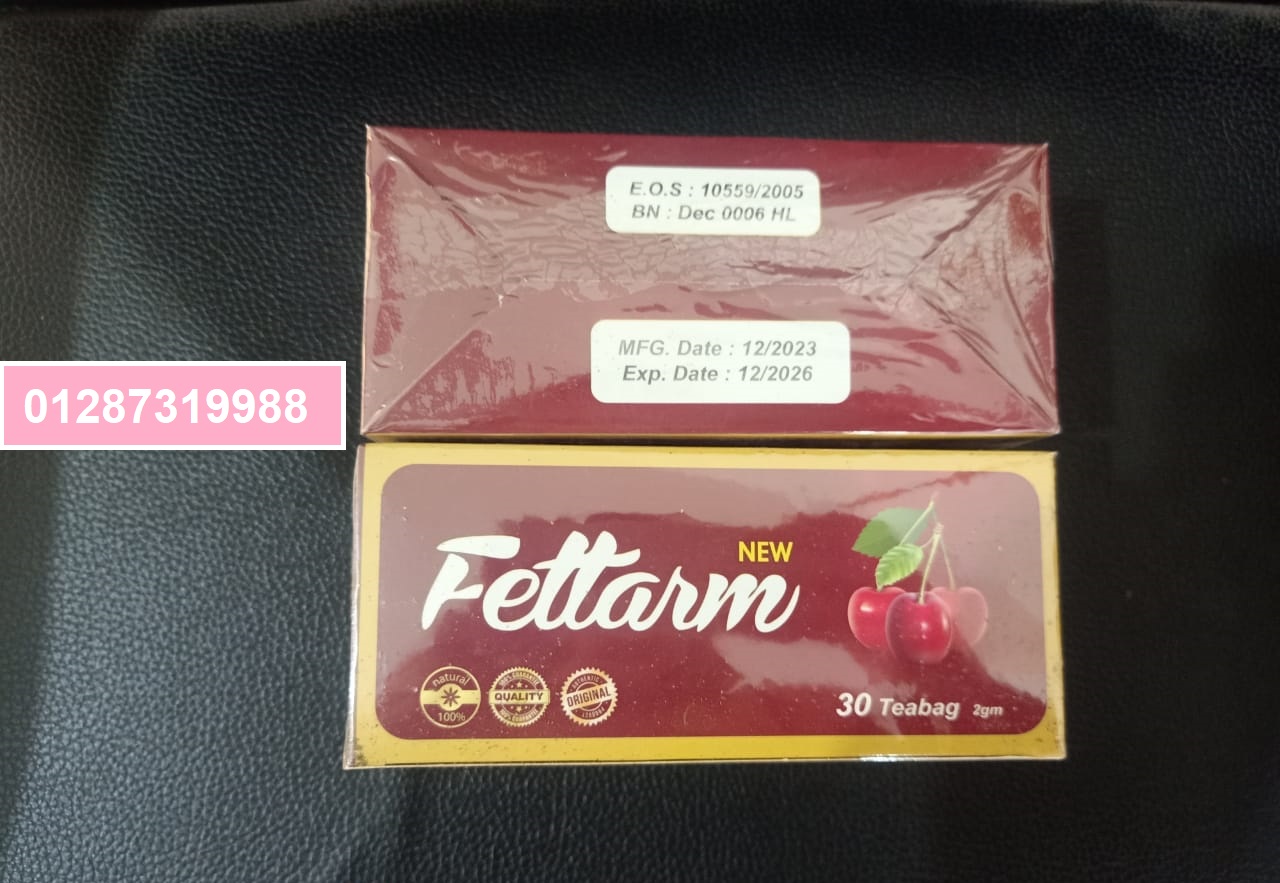 E.O.S : 10559/2005
BN : Dec 0006 HL
MFG. Date : 12/2023
Exp. Date : 12/2026
01287319988
NEW
Fettarm
natural
100%
QUALITY
ORIGINAL
30 Teabag 2gm